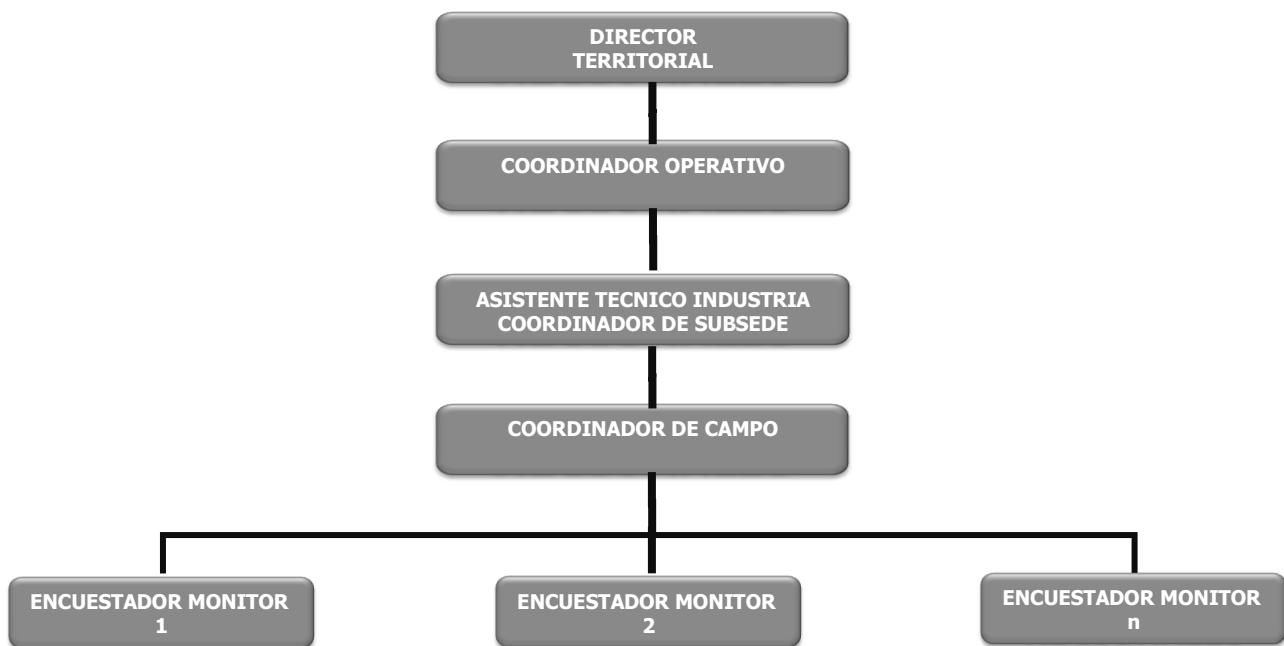 DIRECTOR
TERRITORIAL
COORDINADOR OPERATIVO
ASISTENTE TECNICO INDUSTRIA
COORDINADOR DE SUBSEDE
COORDINADOR DE CAMPO
ENCUESTADOR MONITOR
1
ENCUESTADOR MONITOR
2
ENCUESTADOR MONITOR
n